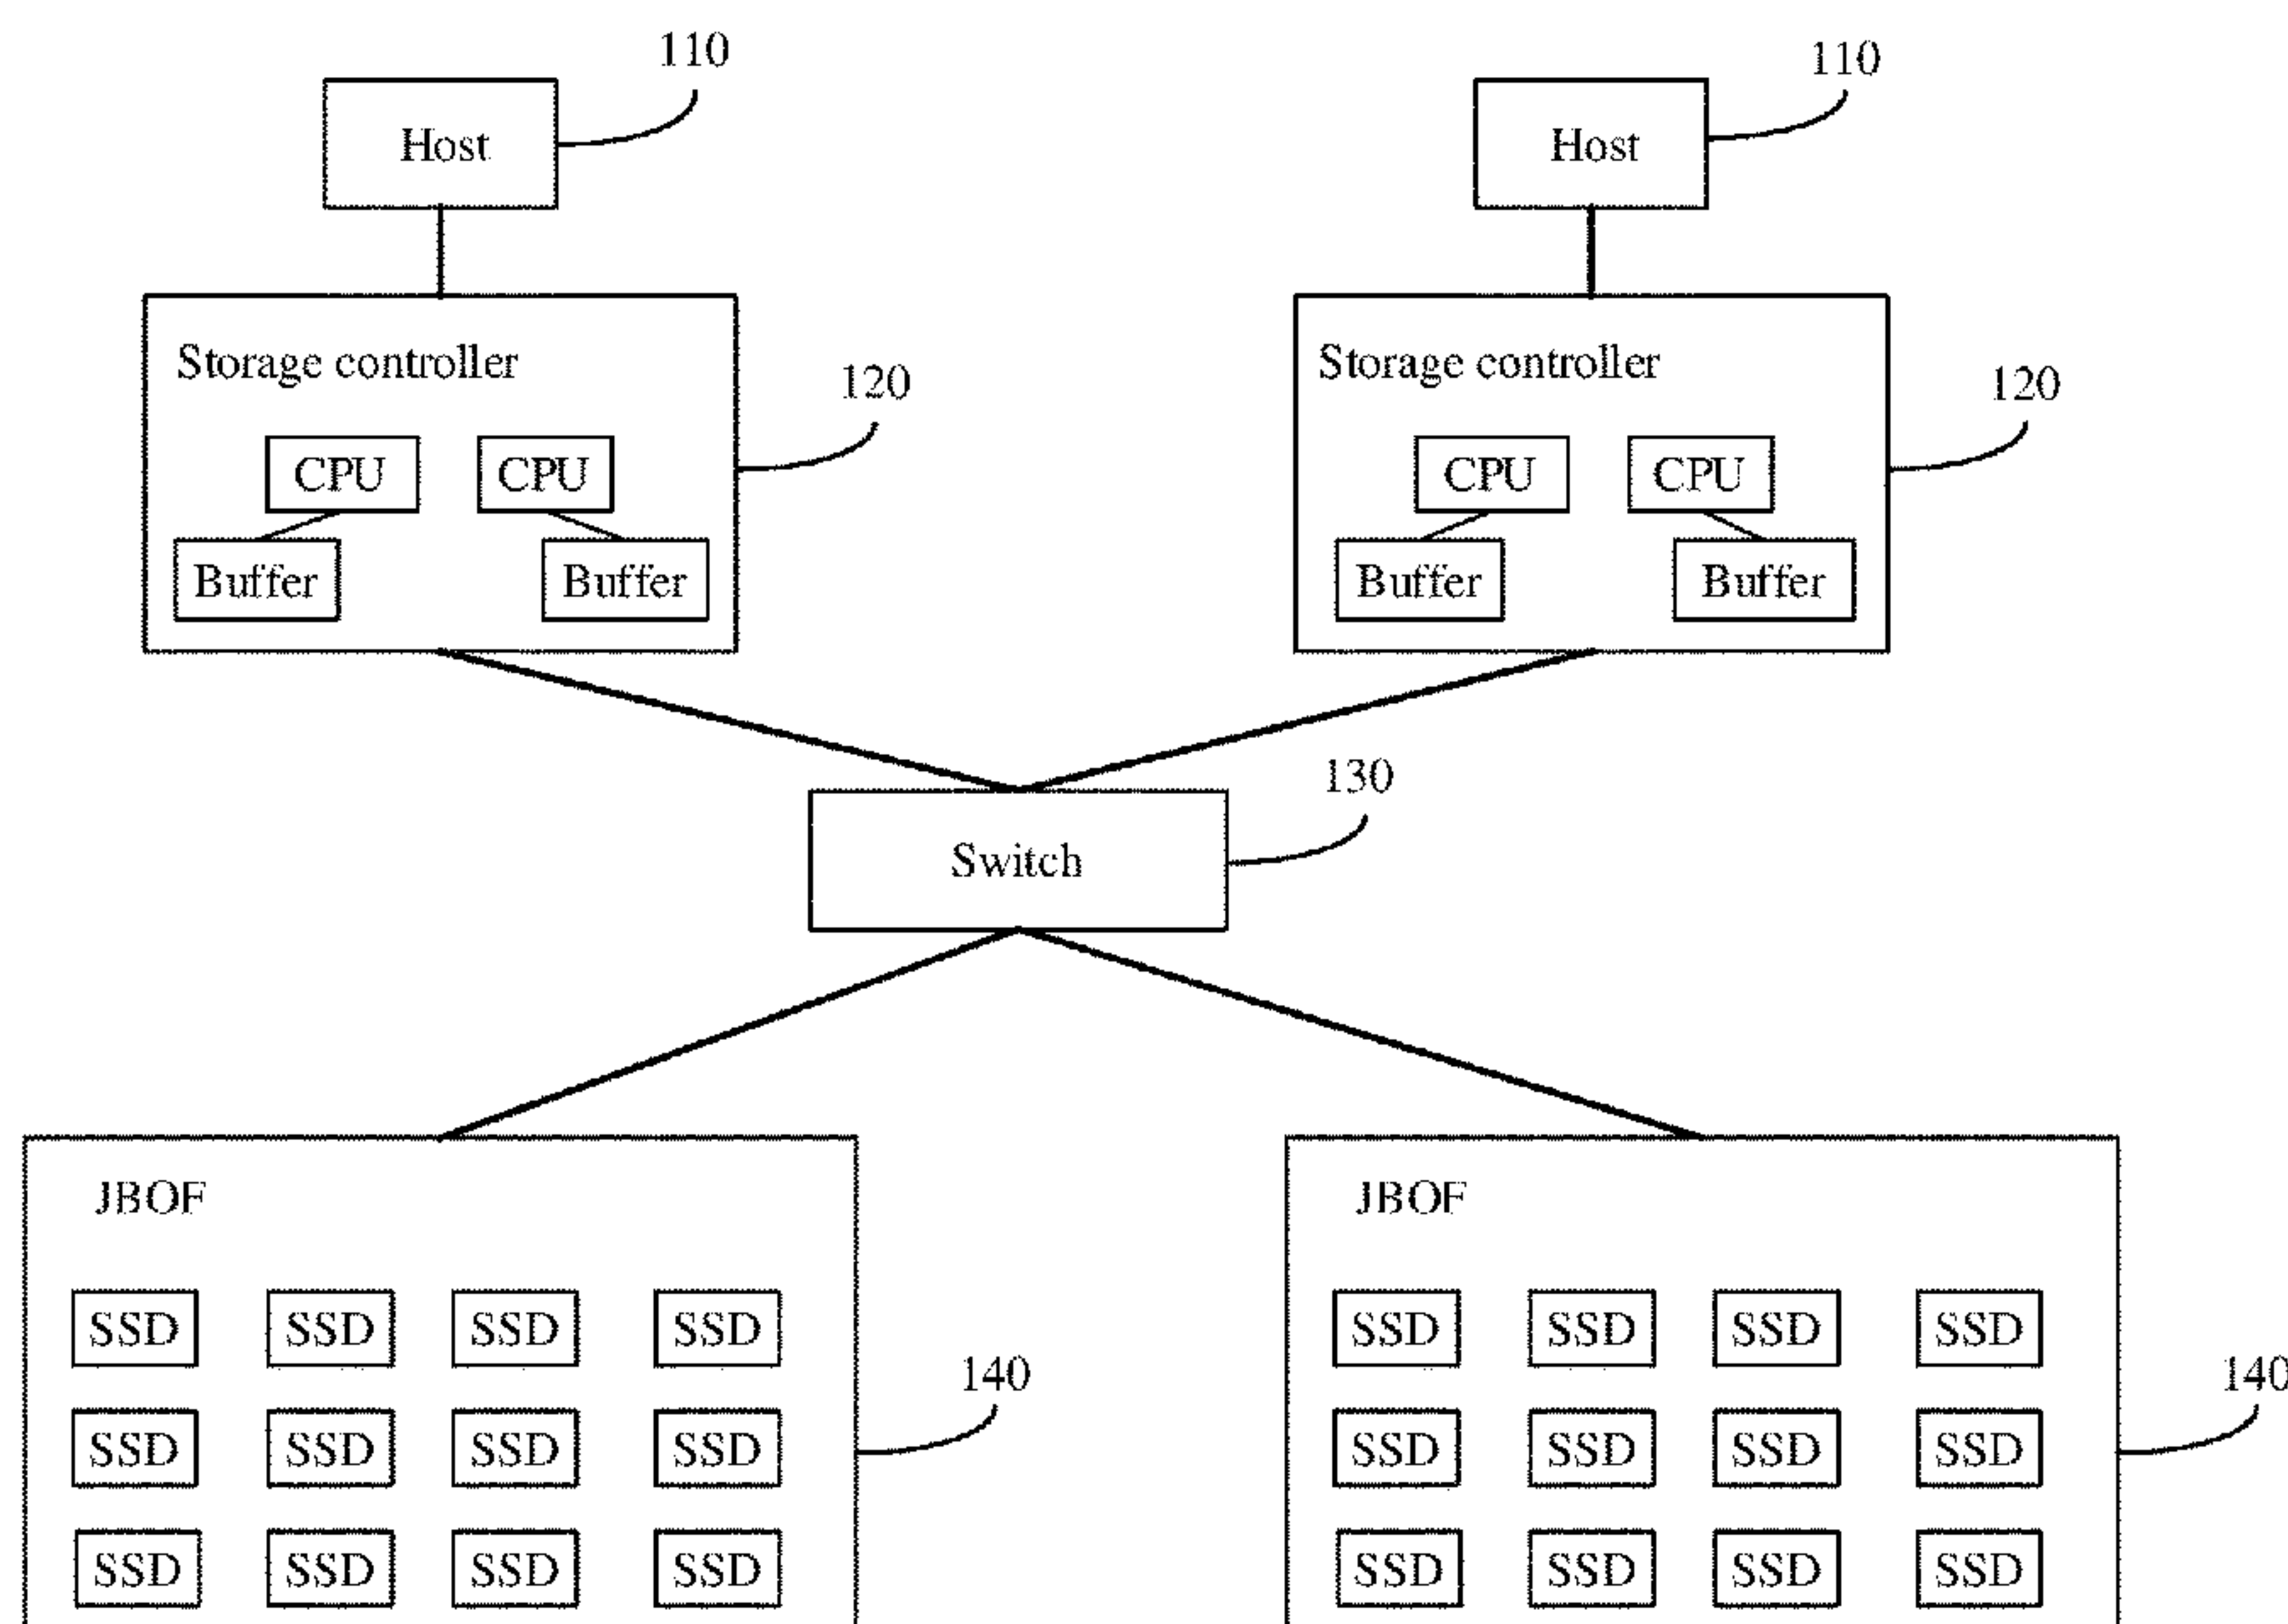 110
110
Host
Host
Storage controller
Storage controller
120
120
CPU CPU
CPU CPU
Buffer Buffer
Buffer Buffer
130
Switch
JBOF
JBOF
SSD SSD SSD SSD
SSD SSD SSD SSD
140
140
SSD SSD SSD SSD
SSD SSD SSD SSD
SSD SSD SSD SSD
SSD SSD SSD SSD